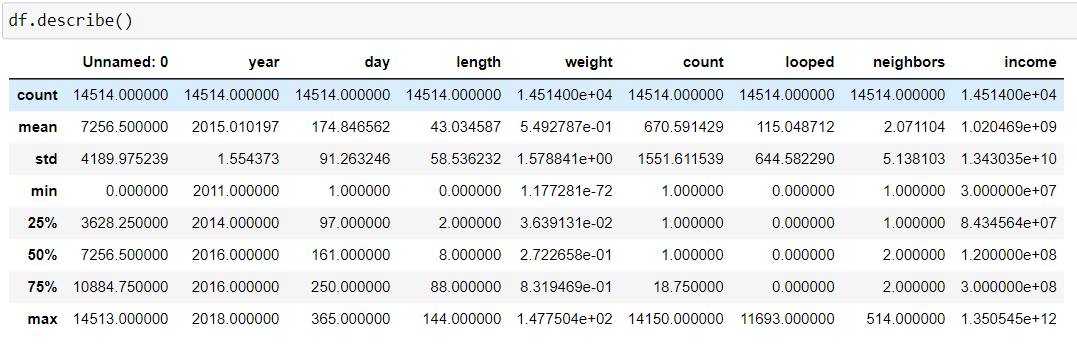 df.describe()
Unnamed: 0 year day length weight count looped neighbors income
count 14514.000000 14514.000000 14514.000000 14514.000000 1.451400e+04 14514.000000 14514.000000 14514.000000 1.451400e+04
mean 7256.500000 2015.010197 174.846562 43.034587 5.492787e-01 670.591429 115.048712 2.071104 1.020469e+09
std 4189.975239 1.554373 91.263246 58.536232 1.578841e+00 1551.611539 644.582290 5.138103 1.343035e+10
min 0.000000 2011.000000 1.000000 0.000000 1.177281e-72 1.000000 0.000000 1.000000 3.000000e+07
25% 3628.250000 2014.000000 97.000000 2.000000 3.639131e-02 1.000000 0.000000 1.000000 8.434564e+07
50% 7256.500000 2016.000000 161.000000 8.000000 2.722658e-01 1.000000 0.000000 2.000000 1.200000e+08
75% 10884.750000 2016.000000 250.000000 88.000000 8.319469e-01 18.750000 0.000000 2.000000 3.000000e+08
max 14513.000000 2018.000000 365.000000 144.000000 1.477504e+02 14150.000000 11693.000000 514.000000 1.350545e+12